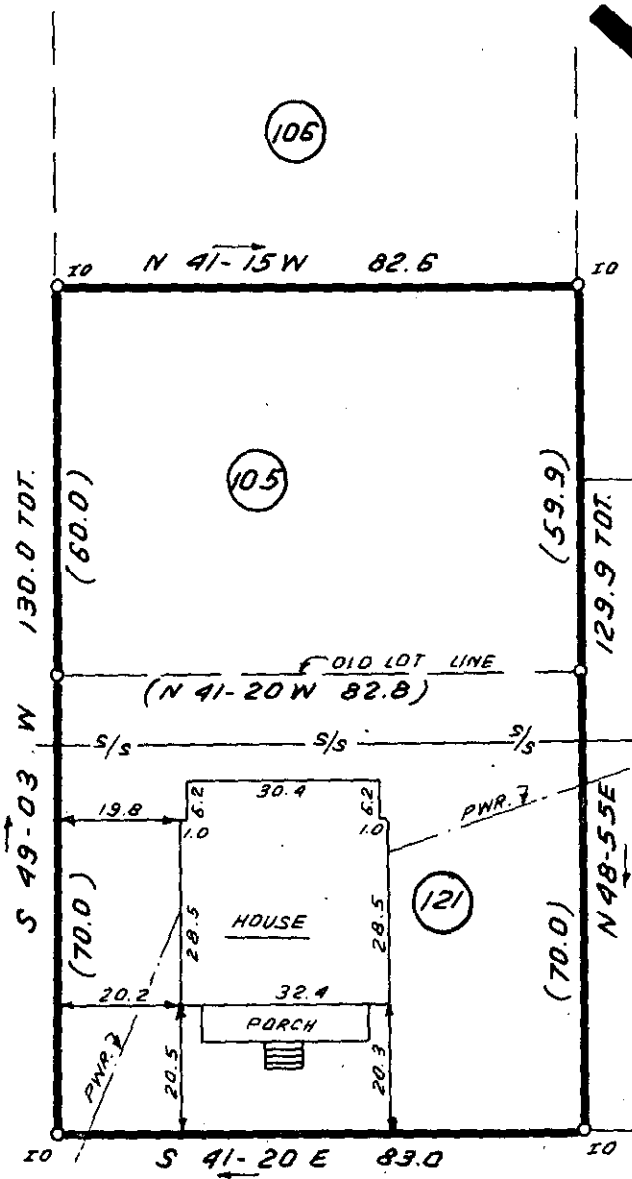 106
IO
N 41-15 W 82.6
IO
130.0 TOT.
(60.0)
105
(59.9)
129.9 TOT.
OLD LOT LINE
(N 41-20 W 82.8)
S/S
S/S
S/S
S 49-03 W
19.8
6.2
30.4
6.2
1.0
1.0
PWR.
(70.0)
28.5
HOUSE
28.5
121
(70.0)
N 48-55 E
20.2
32.4
PORCH
PWR.
20.5
20.3
IO
S 41-20 E 83.0
IO